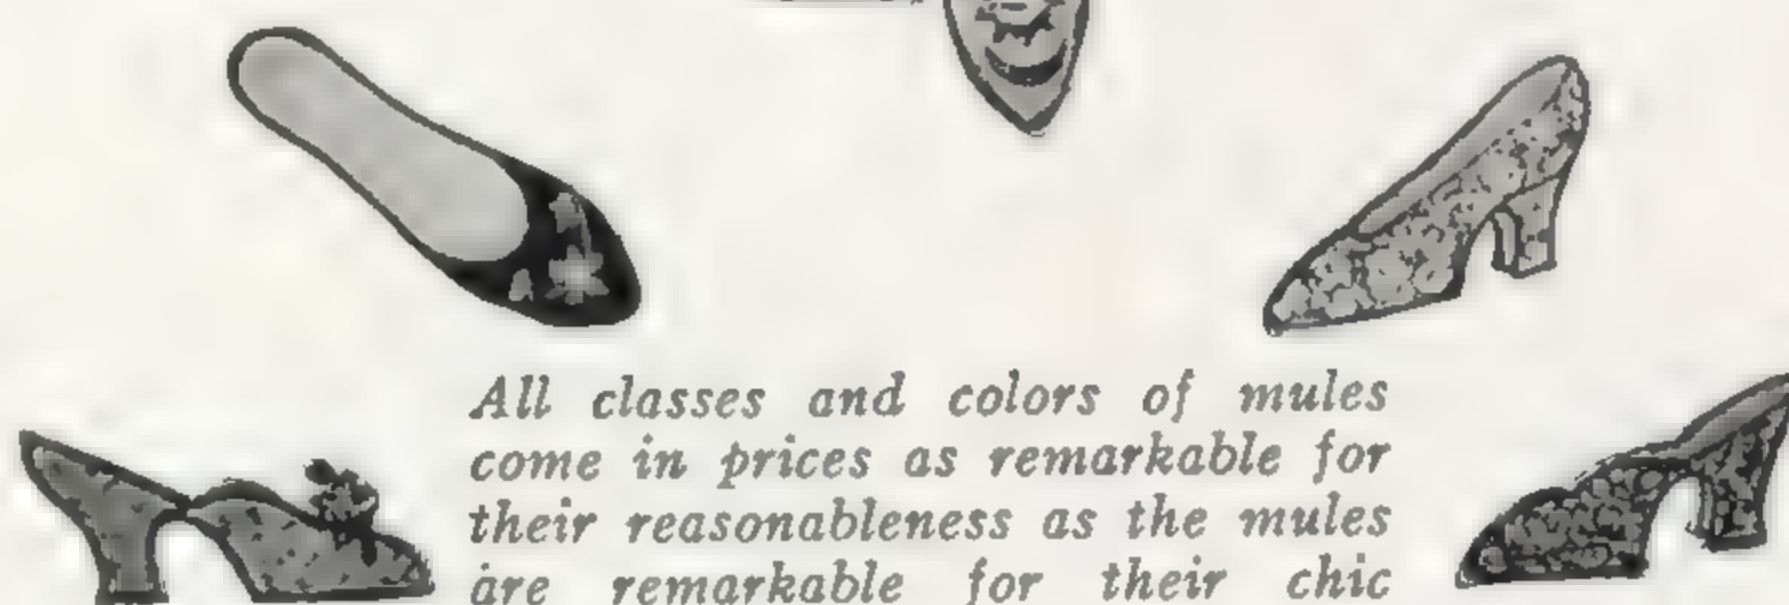 All classes and colors of mules
come in prices as remarkable for
their reasonableness as the mules
are remarkable for their chic